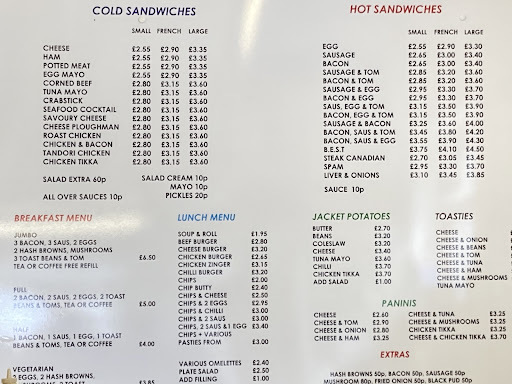 COLD SANDWICHES
SMALL FRENCH LARGE
CHEESE £2.55 £2.90 £3.35
HAM £2.55 £2.90 £3.35
POTTED MEAT £2.55 £2.90 £3.35
EGG MAYO £2.55 £2.90 £3.35
CORNED BEEF £2.80 £3.15 £3.60
TUNA MAYO £2.80 £3.15 £3.60
CRABSTICK £2.80 £3.15 £3.60
SEAFOOD COCKTAIL £2.80 £3.15 £3.60
SAVOURY CHEESE £2.80 £3.15 £3.60
CHEESE PLOUGHMAN £2.80 £3.15 £3.60
ROAST CHICKEN £2.80 £3.15 £3.60
CHICKEN & BACON £2.80 £3.15 £3.60
TANDORI CHICKEN £2.80 £3.15 £3.60
CHICKEN TIKKA £2.80 £3.15 £3.60
SALAD EXTRA 60p SALAD CREAM 10p
MAYO 10p
ALL OVER SAUCES 10p PICKLES 20p
HOT SANDWICHES
SMALL FRENCH LARGE
EGG £2.55 £2.90 £3.30
SAUSAGE £2.65 £3.00 £3.40
BACON £2.65 £3.00 £3.40
SAUSAGE & TOM £2.85 £3.20 £3.60
BACON & TOM £2.85 £3.20 £3.60
SAUSAGE & EGG £2.95 £3.30 £3.70
BACON & EGG £2.95 £3.30 £3.70
SAUS, EGG & TOM £3.15 £3.50 £3.90
BACON, EGG & TOM £3.15 £3.50 £3.90
SAUSAGE & BACON £3.25 £3.60 £4.00
BACON, SAUS & TOM £3.45 £3.80 £4.20
BACON, SAUS & EGG £3.55 £3.90 £4.30
B.E.S.T £3.75 £4.10 £4.50
STEAK CANADIAN £2.70 £3.05 £3.45
SPAM £2.95 £3.30 £3.70
LIVER & ONIONS £3.10 £3.45 £3.85
SAUCE 10p
BREAKFAST MENU
JUMBO
3 BACON, 3 SAUS, 2 EGGS
2 HASH BROWNS, MUSHROOMS
3 TOAST BEANS & TOM £6.50
TEA OR COFFEE FREE REFILL
FULL
2 BACON, 2 SAUS, 2 EGGS, 2 TOAST
BEANS & TOMS, TEA OR COFFEE £5.00
HALF
1 BACON, 1 SAUS, 1 EGG, 1 TOAST
BEANS & TOMS, TEA OR COFFEE £4.00
VEGETARIAN
2 HASH BROWNS, 2 EGGS
LUNCH MENU
SOUP & ROLL £1.95
BEEF BURGER £2.80
CHEESE BURGER £3.20
CHICKEN BURGER £2.65
CHICKEN ZINGER £3.15
CHILLI BURGER £3.20
CHIPS £2.00
CHIP BUTTY £2.40
CHIPS & CHEESE £2.50
CHIPS & 2 EGGS £2.95
CHIPS & CHILLI £3.00
CHIPS & 2 SAUS £3.00
CHIPS, 2 SAUS &1 EGG £3.40
CHIPS + VARIOUS
PASTIES FROM £3.00
VARIOUS OMELETTES £2.40
PLATE SALAD £2.50
ADD FILLING £1.00
JACKET POTATOES
BUTTER £2.70
BEANS £3.20
COLESLAW £3.20
CHEESE £3.40
TUNA MAYO £3.60
CHILLI £3.70
CHICKEN TIKKA £3.70
ADD SALAD £1.00
TOASTIES
CHEESE
CHEESE & ONION
CHEESE & BEANS
CHEESE & TOM
CHEESE & TUNA
CHEESE & HAM
CHEESE & MUSHROOMS
TUNA MAYO
PANINIS
CHEESE £2.60 CHEESE & TUNA £3.25
CHEESE & TOM £2.90 CHEESE & MUSHROOM £3.25
CHEESE & ONION £2.80 CHICKEN TIKKA £3.25
CHEESE & HAM £3.25 CHEESE & CHICKEN TIKKA £3.70
EXTRAS
HASH BROWNS 50p, BACON 50p, SAUSAGE 50p
MUSHROOM 80p, FRIED ONION 50p, BLACK PUD 50p